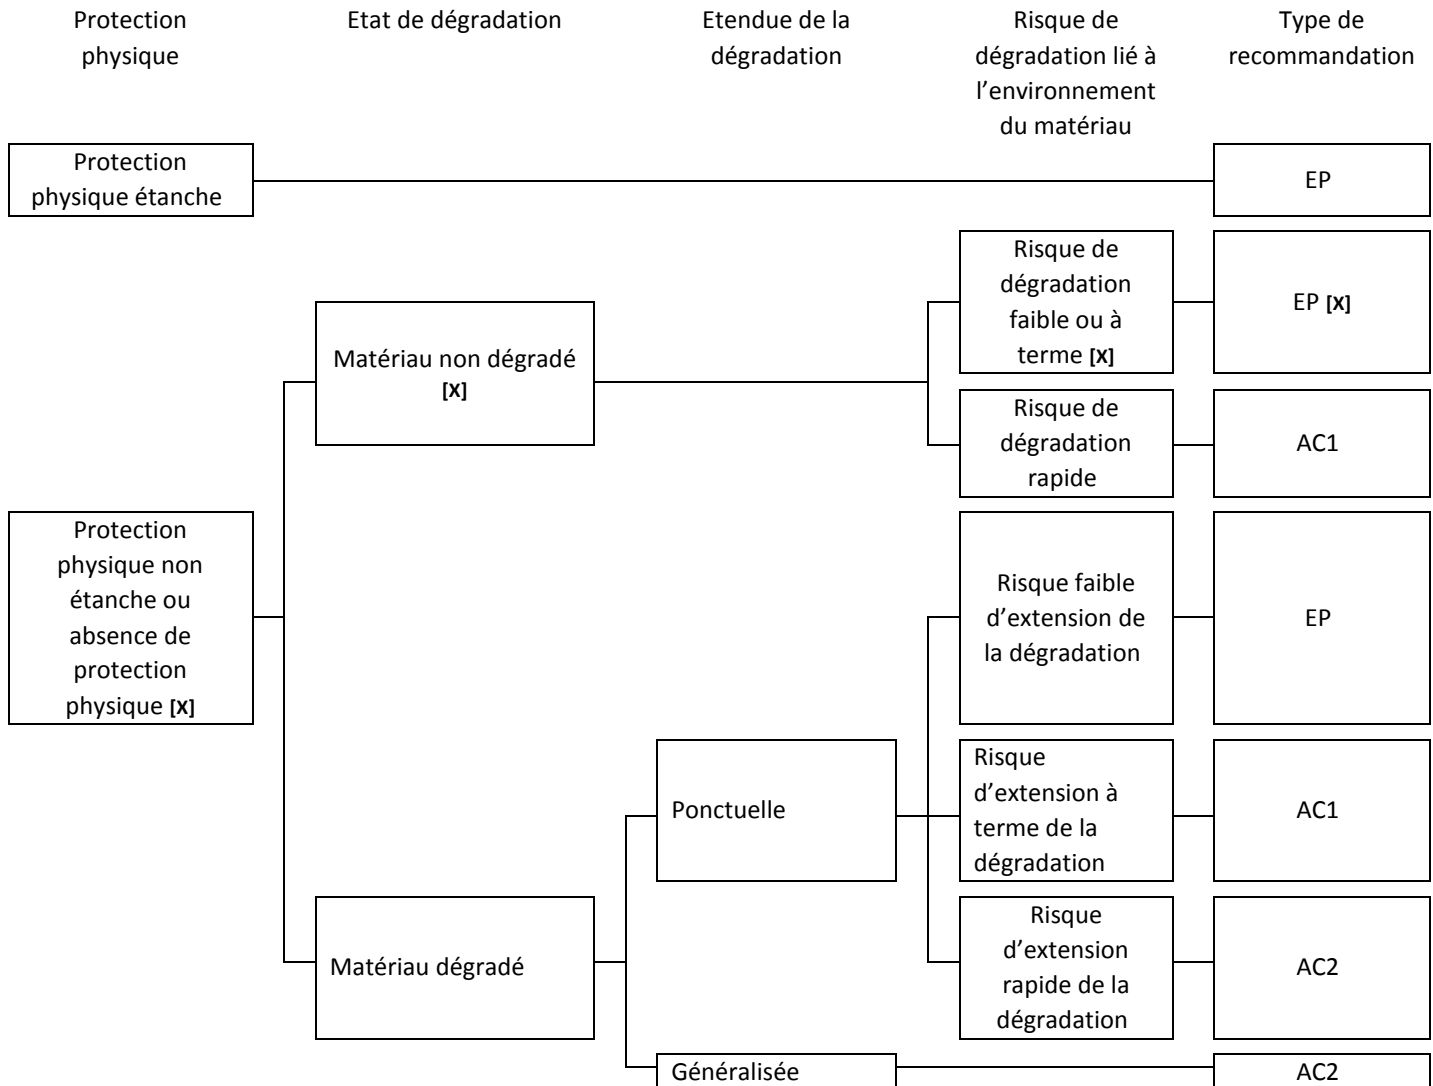 Protection
physique
Etat de dégradation
Etendue de la
dégradation
Risque de
dégradation lié à
l’environnement
du matériau
Type de
recommandation
Protection
physique étanche
EP
Risque de
dégradation
faible ou à
terme [X]
EP [X]
Matériau non dégradé
[X]
Risque de
dégradation
rapide
AC1
Protection
physique non
étanche ou
absence de
protection
physique [X]
Risque faible
d’extension de
la dégradation
EP
Ponctuelle
Risque
d’extension à
terme de la
dégradation
AC1
Matériau dégradé
Risque
d’extension
rapide de la
dégradation
AC2
Généralisée
AC2